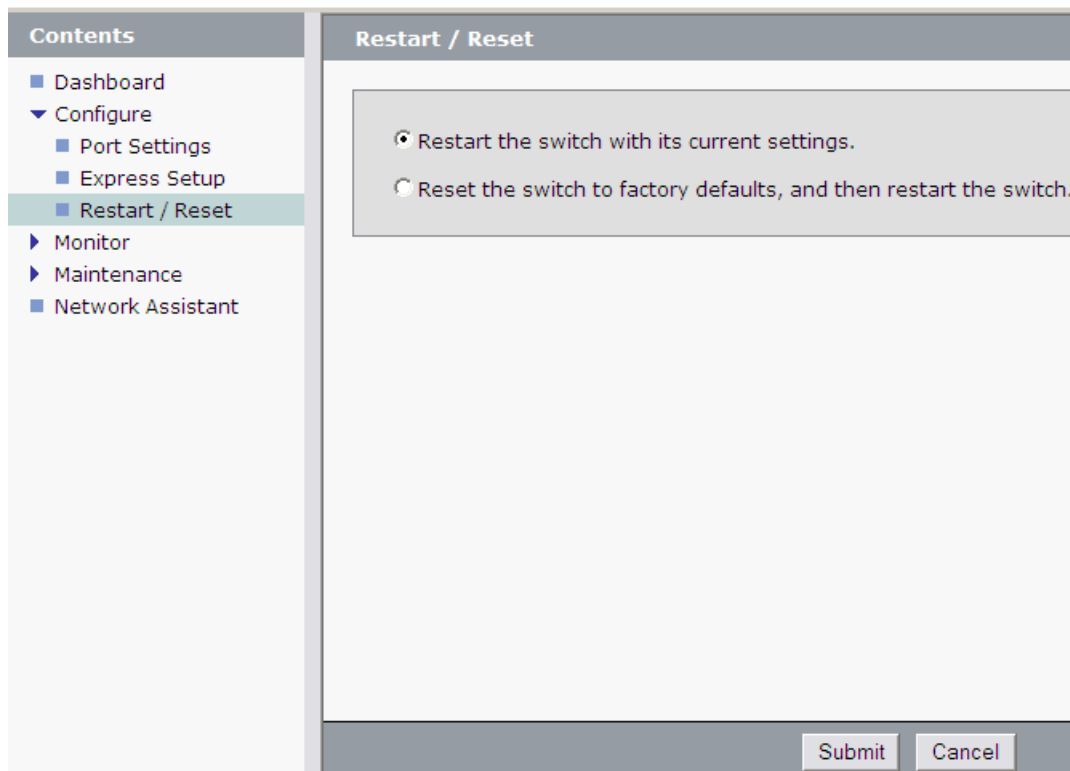 Contents
Dashboard
Configure
Port Settings
Express Setup
Restart / Reset
Monitor
Maintenance
Network Assistant
Restart / Reset
Restart the switch with its current settings.
Reset the switch to factory defaults, and then restart the switch.
Submit
Cancel